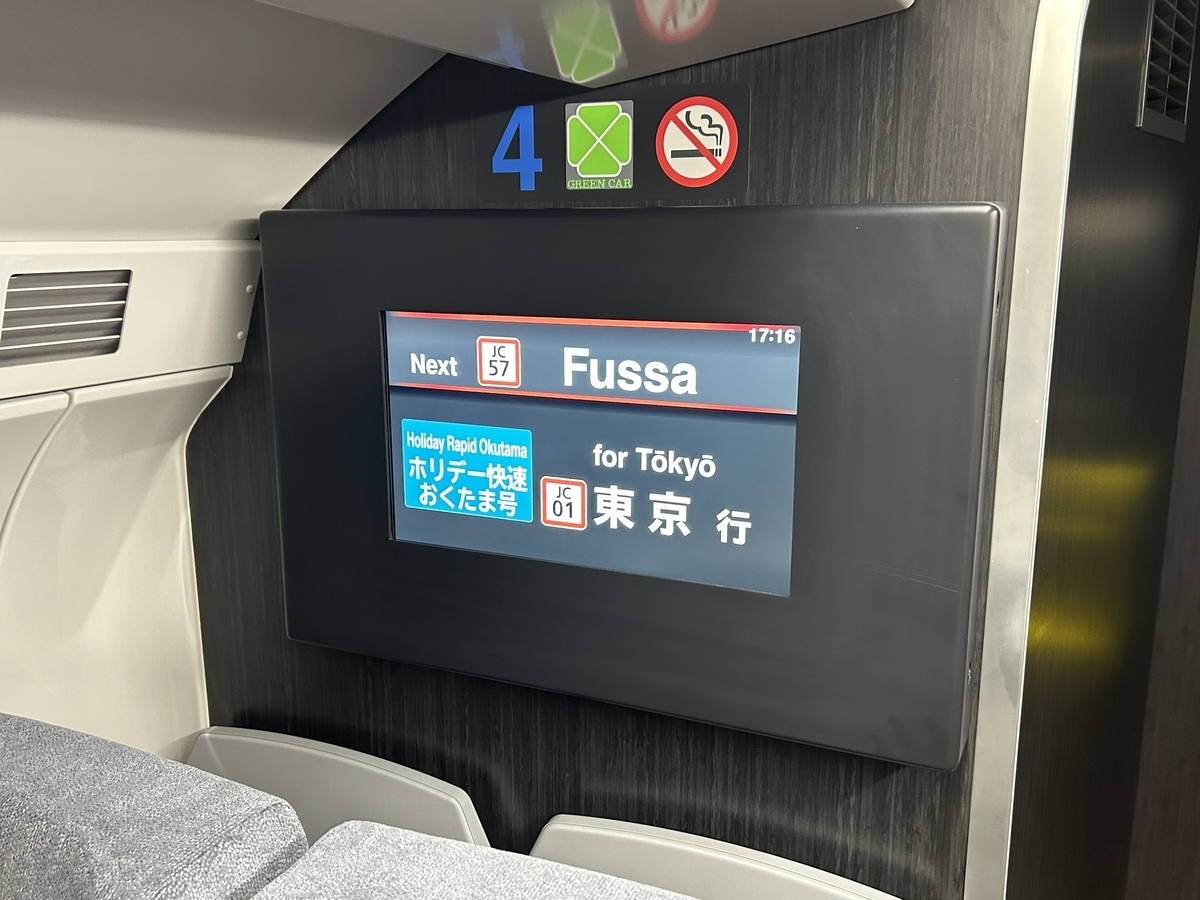 4
GREEN CAR
17:16
Next JC 57 Fussa
Holiday Rapid Okutama
ホリデー快速
おくたま号
for Tōkyō
JC 01 東京 行